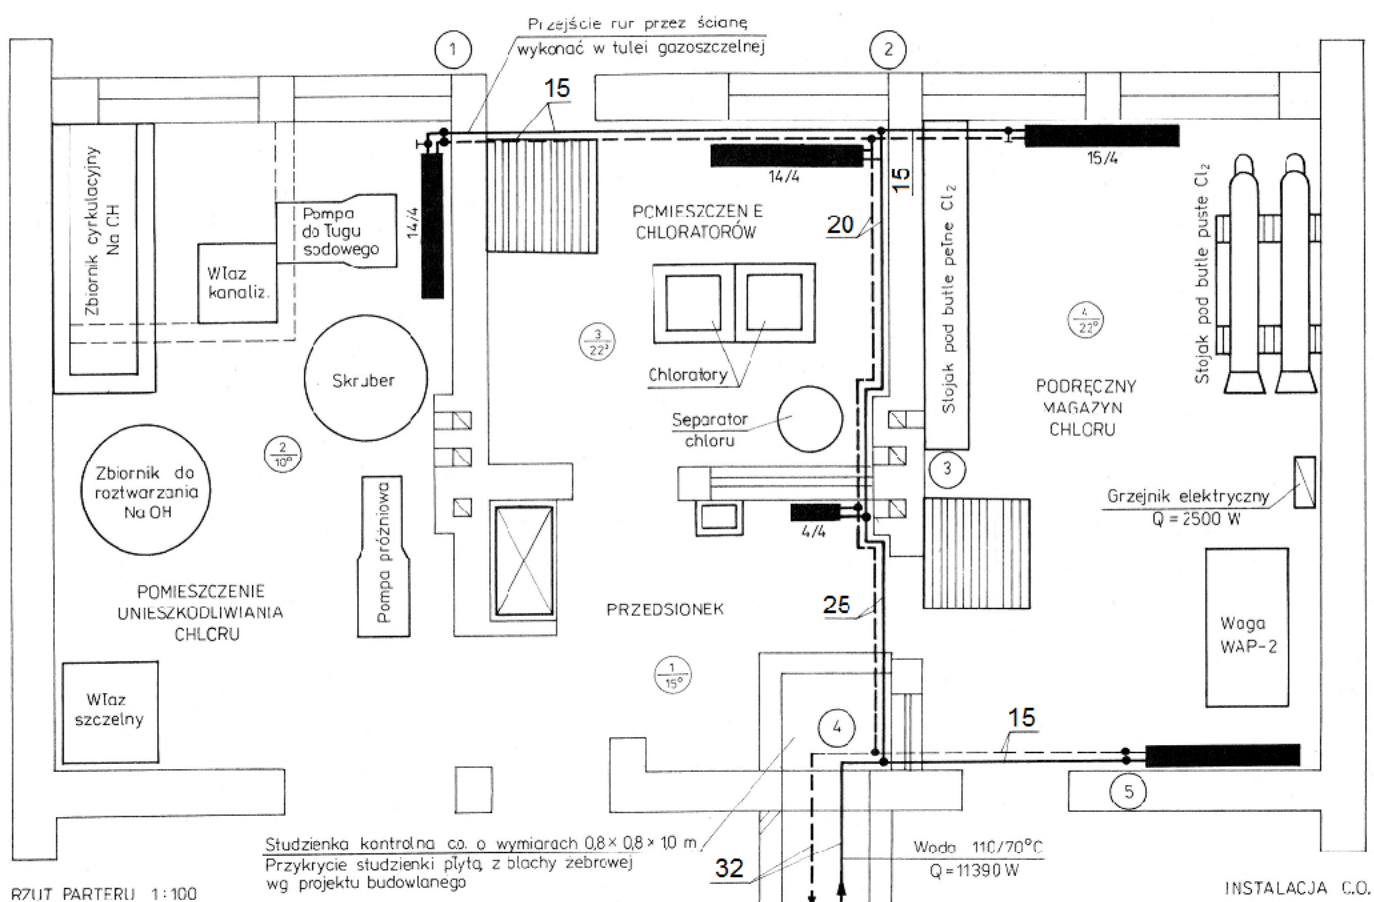 Przejście rur przez ścianę
wykonać w tulei gazoszczelnej
1
2
15
15/4
14/4
15
14/4
Zbiornik cyrkulacyjny
Na OH
Pompa
do ługu
sodowego
Właz
kanaliz.
POMIESZCZEN E
CHLORATORÓW
20
Stojak pod butle pełne Cl2
Stojak pod butle puste Cl2
4
22°
3
22°
Skruber
Chloratory
PODRĘCZNY
MAGAZYN
CHLORU
Separator
chloru
2
10°
Zbiornik do
roztwarzania
Na OH
3
Grzejnik elektryczny
Q = 2500 W
4/4
Pompa próżniowa
POMIESZCZENIE
UNIESZKODLIWIANIA
CHLORU
PRZEDSIONEK
25
Waga
WAP-2
1
15°
Właz
szczelny
4
15
5
Studzienka kontrolna c.o. o wymiarach 0,8 × 0,8 × 1,0 m
Przykrycie studzienki płytą z blachy żebrowej
wg projektu budowlanego
32
Woda 110/70°C
Q = 11390 W
RZUT PARTERU 1:100
INSTALACJA C.O.